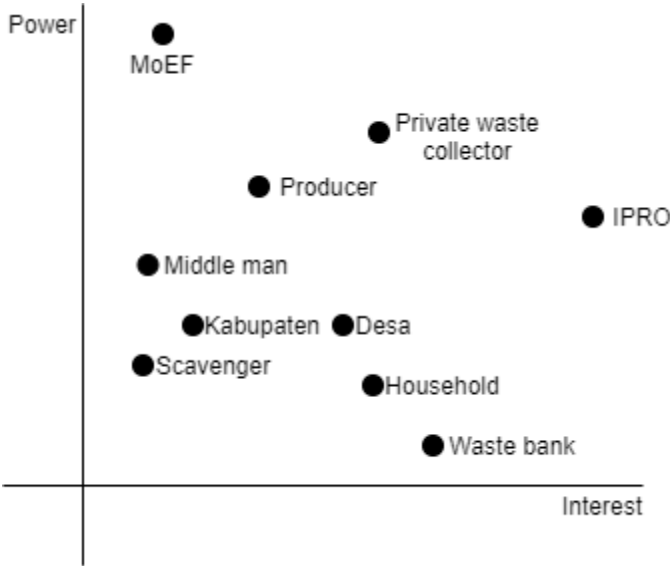 Power
MoEF
Private waste
collector
Producer
IPRO
Middle man
Kabupaten
Desa
Scavenger
Household
Waste bank
Interest